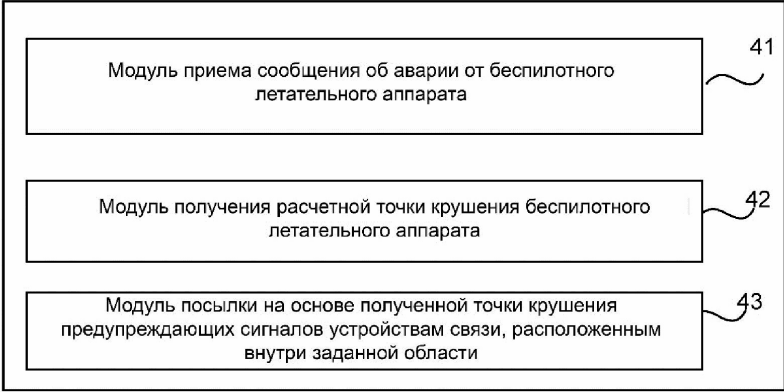 41
Модуль приема сообщения об аварии от беспилотного
летательного аппарата
42
Модуль получения расчетной точки крушения беспилотного
летательного аппарата
43
Модуль посылки на основе полученной точки крушения
предупреждающих сигналов устройствам связи, расположенным
внутри заданной области